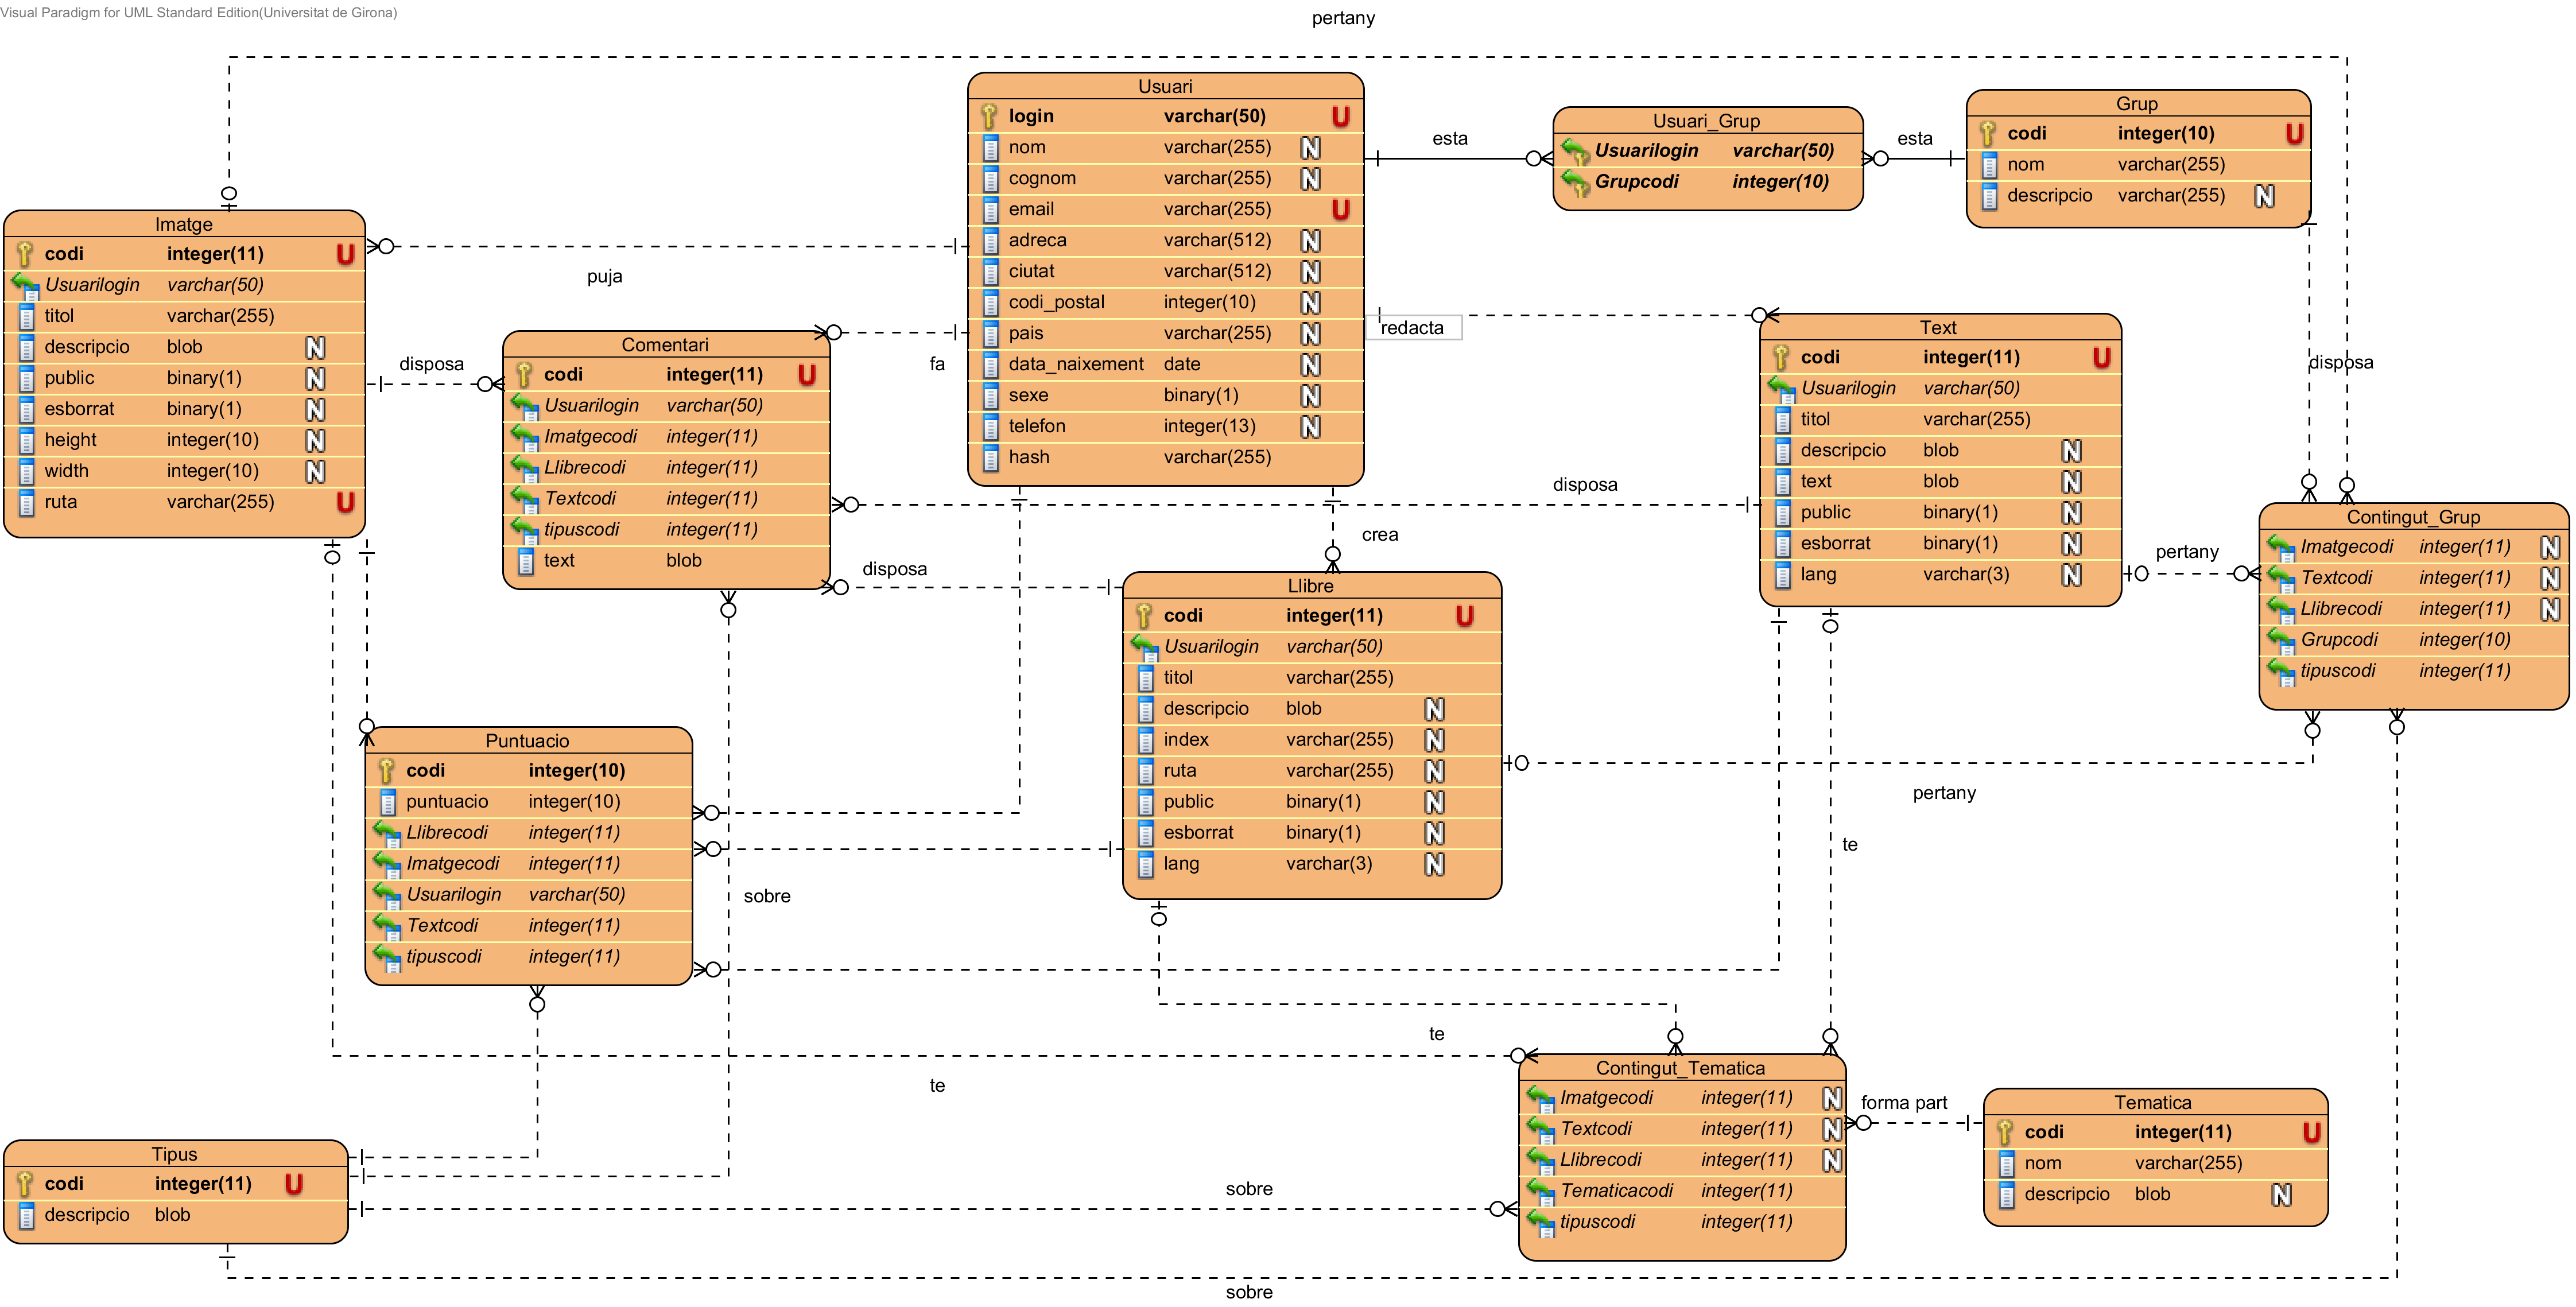 Visual Paradigm for UML Standard Edition(Universitat de Girona)
pertany
Usuari
login varchar(50) U
nom varchar(255) N
cognom varchar(255) N
email varchar(255) U
adreca varchar(512) N
ciutat varchar(512) N
codi_postal integer(10) N
pais varchar(255) N
data_naixement date N
sexe binary(1) N
telefon integer(13) N
hash varchar(255)
esta
Usuari_Grup
Usuarilogin varchar(50)
Grupcodi integer(10)
esta
Grup
codi integer(10) U
nom varchar(255)
descripcio varchar(255) N
Imatge
codi integer(11) U
Usuarilogin varchar(50)
titol varchar(255)
descripcio blob N
public binary(1) N
esborrat binary(1) N
height integer(10) N
width integer(10) N
ruta varchar(255) U
puja
disposa
fa
redacta
Comentari
codi integer(11) U
Usuarilogin varchar(50)
Imatgecodi integer(11)
Llibrecodi integer(11)
Textcodi integer(11)
tipuscodi integer(11)
text blob
Text
codi integer(11) U
Usuarilogin varchar(50)
titol varchar(255)
descripcio blob N
text blob N
public binary(1) N
esborrat binary(1) N
lang varchar(3) N
disposa
disposa
crea
disposa
pertany
Contingut_Grup
Imatgecodi integer(11) N
Textcodi integer(11) N
Llibrecodi integer(11) N
Grupcodi integer(10)
tipuscodi integer(11)
Llibre
codi integer(11) U
Usuarilogin varchar(50)
titol varchar(255)
descripcio blob N
index varchar(255) N
ruta varchar(255) N
public binary(1) N
esborrat binary(1) N
lang varchar(3) N
Puntuacio
codi integer(10)
puntuacio integer(10)
Llibrecodi integer(11)
Imatgecodi integer(11)
Usuarilogin varchar(50)
Textcodi integer(11)
tipuscodi integer(11)
pertany
te
sobre
te
te
Contingut_Tematica
Imatgecodi integer(11) N
Textcodi integer(11) N
Llibrecodi integer(11) N
Tematicacodi integer(11)
tipuscodi integer(11)
forma part
Tematica
codi integer(11) U
nom varchar(255)
descripcio blob N
Tipus
codi integer(11) U
descripcio blob
sobre
sobre